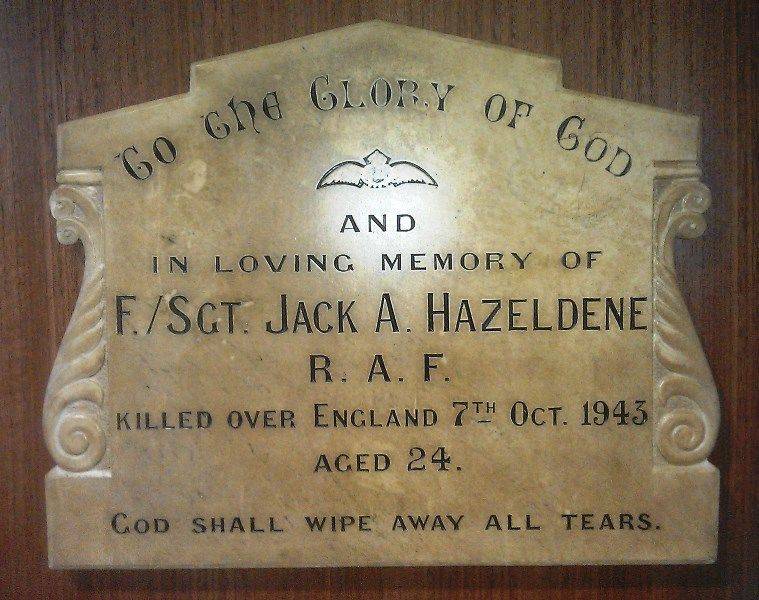 To the Glory of God
AND
IN LOVING MEMORY OF
F./SGT. JACK A. HAZELDENE
R. A. F.
KILLED OVER ENGLAND 7TH OCT. 1943
AGED 24.
GOD SHALL WIPE AWAY ALL TEARS.